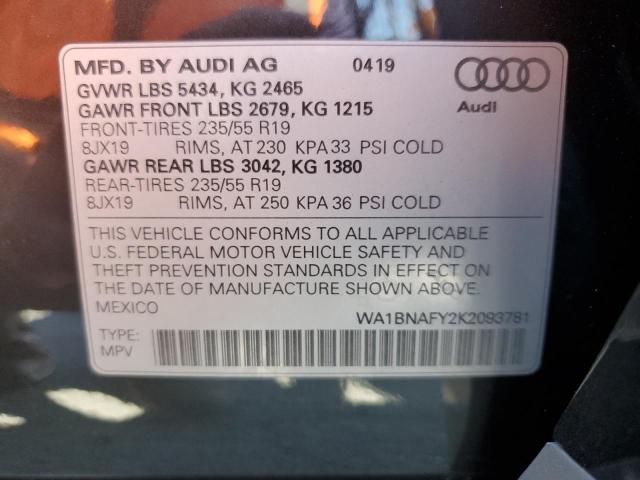 MFD. BY AUDI AG 0419
GVWR LBS 5434, KG 2465
GAWR FRONT LBS 2679, KG 1215
Audi
FRONT-TIRES 235/55 R19
8JX19 RIMS, AT 230 KPA 33 PSI COLD
GAWR REAR LBS 3042, KG 1380
REAR-TIRES 235/55 R19
8JX19 RIMS, AT 250 KPA 36 PSI COLD
THIS VEHICLE CONFORMS TO ALL APPLICABLE
U.S. FEDERAL MOTOR VEHICLE SAFETY AND
THEFT PREVENTION STANDARDS IN EFFECT ON
THE DATE OF MANUFACTURE SHOWN ABOVE.
MEXICO
WA1BNAFY2K2093781
TYPE:
MPV